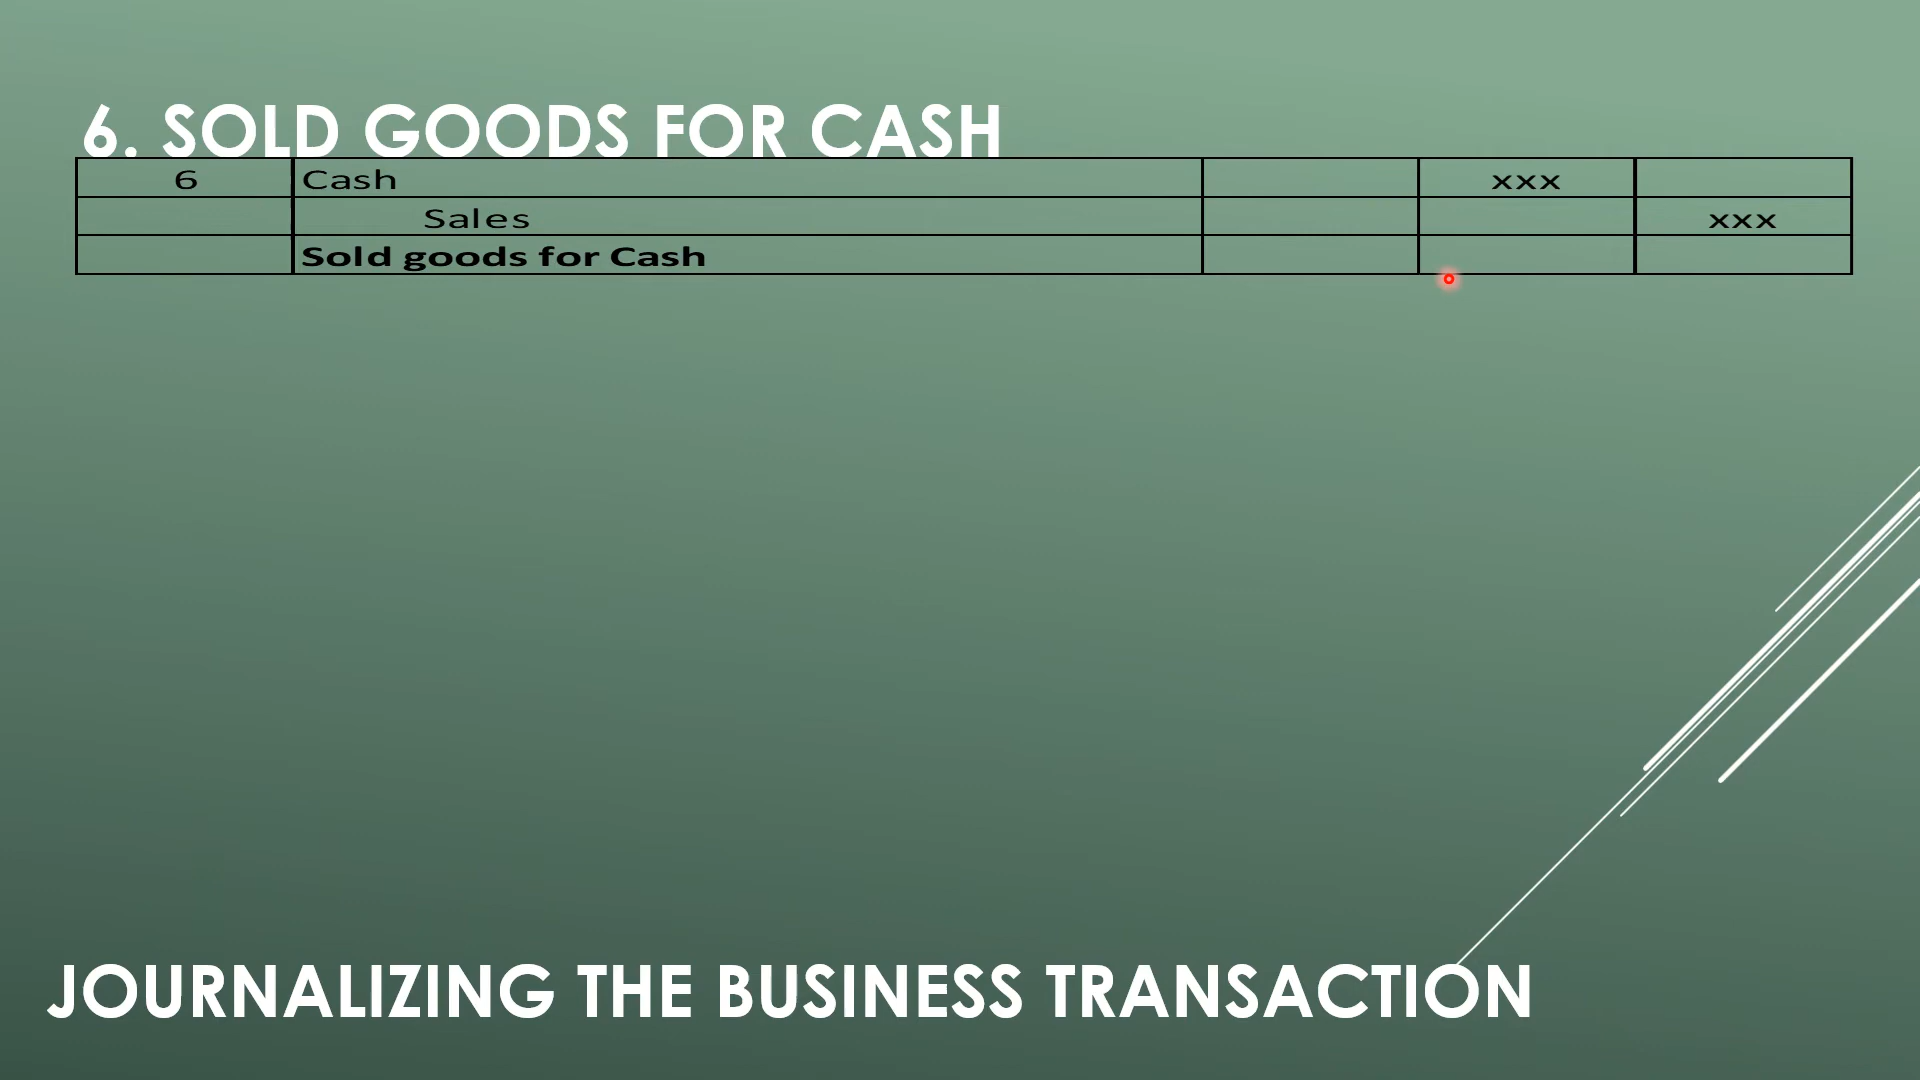 6. SOLD GOODS FOR CASH
6 Cash xxx
Sales xxx
Sold goods for Cash
JOURNALIZING THE BUSINESS TRANSACTION